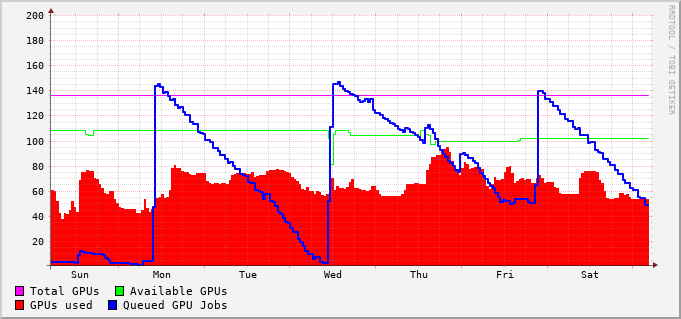 RRDTOOL / TOBI OETIKER
200
180
160
140
120
100
80
60
40
20
Sun Mon Tue Wed Thu Fri Sat
Total GPUs Available GPUs
GPUs used Queued GPU Jobs